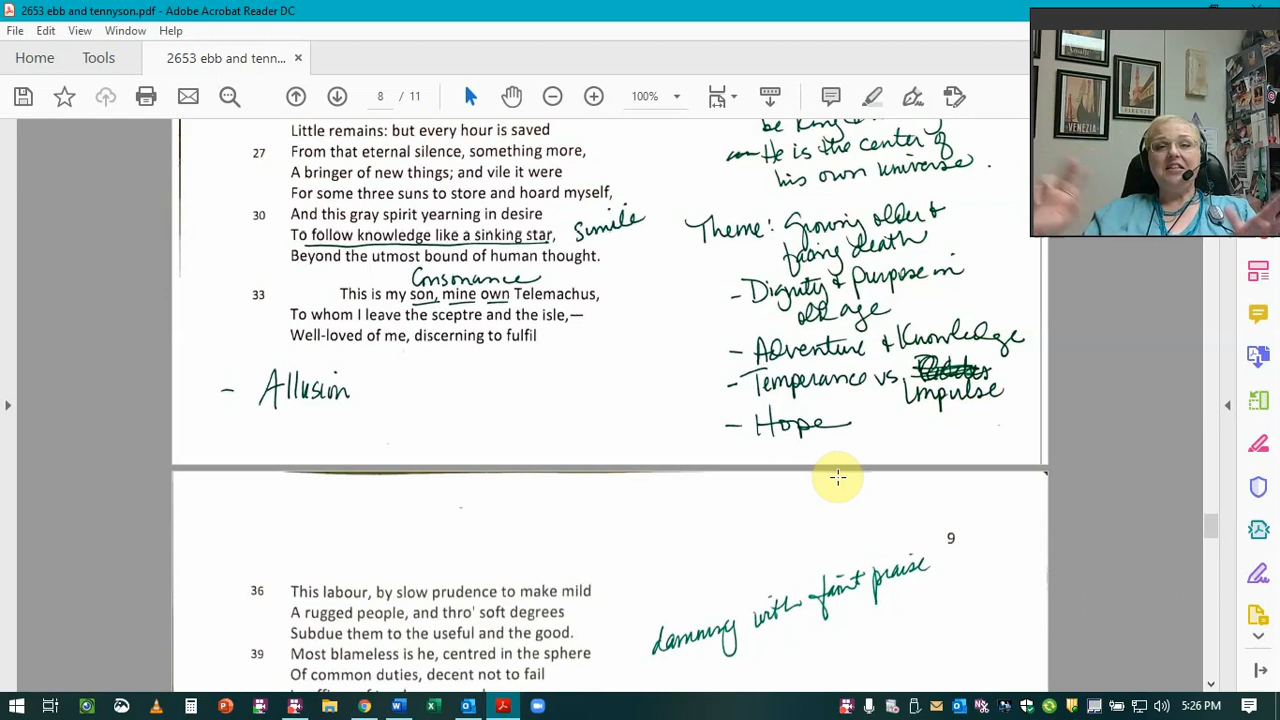 2653 ebb and tennyson.pdf - Adobe Acrobat Reader DC
File Edit View Window Help
Home Tools 2653 ebb and tenn... ×
8 / 11 100%
VENEZIA
FIRENZE
Little remains: but every hour is saved
27 From that eternal silence, something more,
A bringer of new things; and vile it were
For some three suns to store and hoard myself,
30 And this gray spirit yearning in desire
To follow knowledge like a sinking star, Simile
Beyond the utmost bound of human thought.
Consonance
33 This is my son, mine own Telemachus,
To whom I leave the sceptre and the isle,—
Well-loved of me, discerning to fulfil
- Allusion
He is the center of
his own universe.
Theme: Growing older &
facing death
- Dignity & purpose in
old age
- Adventure & Knowledge
- Temperance vs
Impulse
- Hope
9
36 This labour, by slow prudence to make mild
A rugged people, and thro' soft degrees
Subdue them to the useful and the good.
39 Most blameless is he, centred in the sphere
Of common duties, decent not to fail
damning with faint praise
5:26 PM